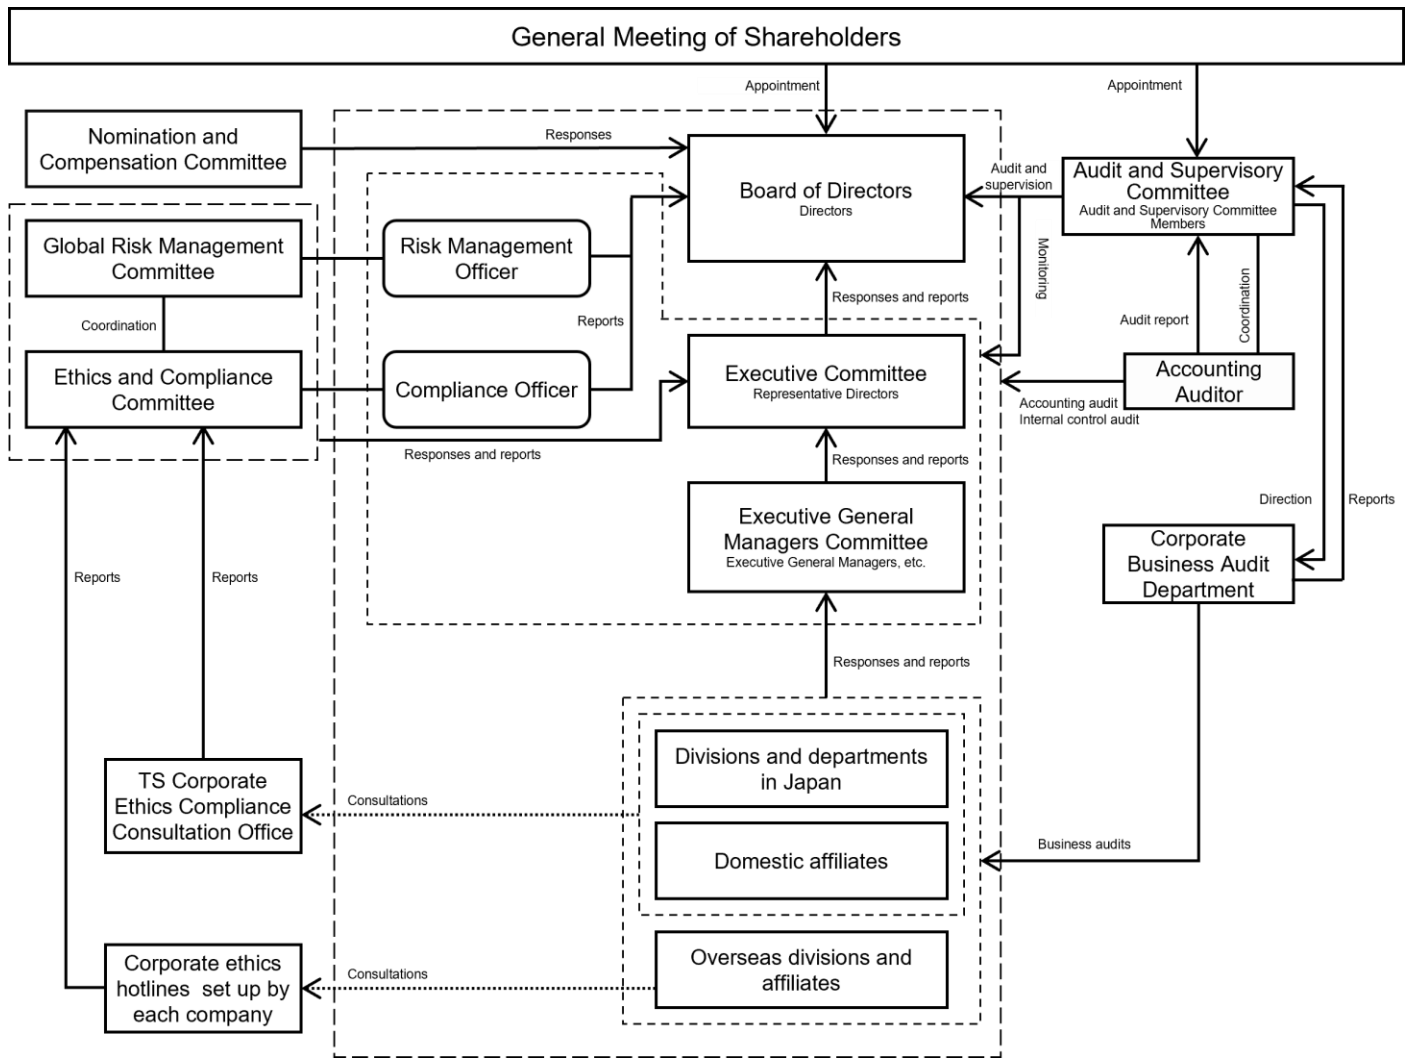 General Meeting of Shareholders
Appointment
Appointment
Nomination and
Compensation Committee
Responses
Board of Directors
Directors
Audit and
supervision
Audit and Supervisory
Committee
Audit and Supervisory Committee
Members
Global Risk Management
Committee
Risk Management
Officer
Monitoring
Responses and reports
Coordination
Reports
Audit report
Coordination
Ethics and Compliance
Committee
Compliance Officer
Executive Committee
Representative Directors
Accounting
Auditor
Accounting audit
Internal control audit
Responses and reports
Responses and reports
Executive General
Managers Committee
Executive General Managers, etc.
Direction
Reports
Corporate
Business Audit
Department
Reports
Reports
Responses and reports
Divisions and departments
in Japan
TS Corporate
Ethics Compliance
Consultation Office
Consultations
Domestic affiliates
Business audits
Corporate ethics
hotlines set up by
each company
Consultations
Overseas divisions and
affiliates